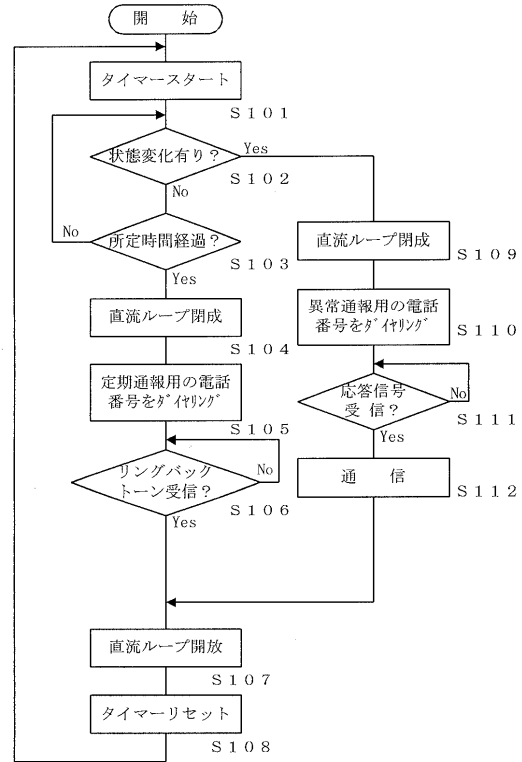 開　始
タイマースタート
Ｓ１０１
状態変化有り？
Yes
Ｓ１０２
No
所定時間経過？
No
Ｓ１０３
Yes
直流ループ閉成
Ｓ１０４
定期通報用の電話
番号をﾀﾞｲﾔﾘﾝｸﾞ
Ｓ１０５
リングバック
トーン受信？
No
Ｓ１０６
Yes
直流ループ閉成
Ｓ１０９
異常通報用の電話
番号をﾀﾞｲﾔﾘﾝｸﾞ
Ｓ１１０
応答信号
受 信？
No
Ｓ１１１
Yes
通　信
Ｓ１１２
直流ループ開放
Ｓ１０７
タイマーリセット
Ｓ１０８